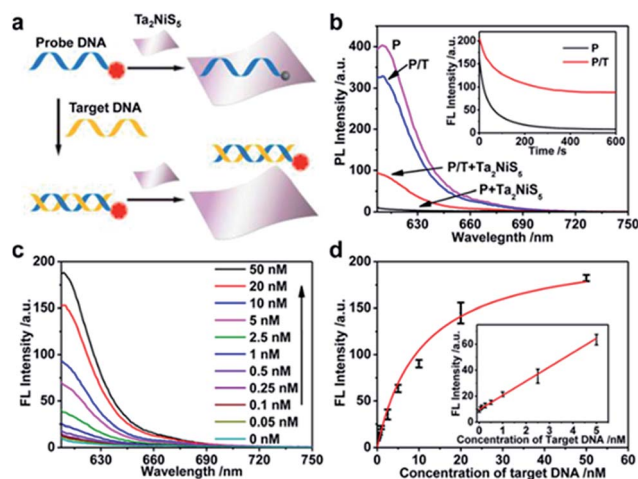 a
Ta2NiS5
Probe DNA
Target DNA
b
PL Intensity /a.u.
400
300
200
100
0
P
P/T
P/T+Ta2NiS5
P+Ta2NiS5
630 660 690 720 750
Wavelegnth /nm
FL Intensity /a.u.
200
150
100
50
0
0 200 400 600
Time /s
c
FL Intensity /a.u.
200
150
100
50
0
50 nM
20 nM
10 nM
5 nM
2.5 nM
1 nM
0.5 nM
0.25 nM
0.1 nM
0.05 nM
0 nM
630 660 690 720 750
Wavelength /nm
d
FL Intensity /a.u.
200
150
100
50
0
0 10 20 30 40 50 60
Concentration of target DNA/nM
FL Intensity /a.u.
80
60
40
20
0
0 1 2 3 4 5
Concentration of Target DNA /nM